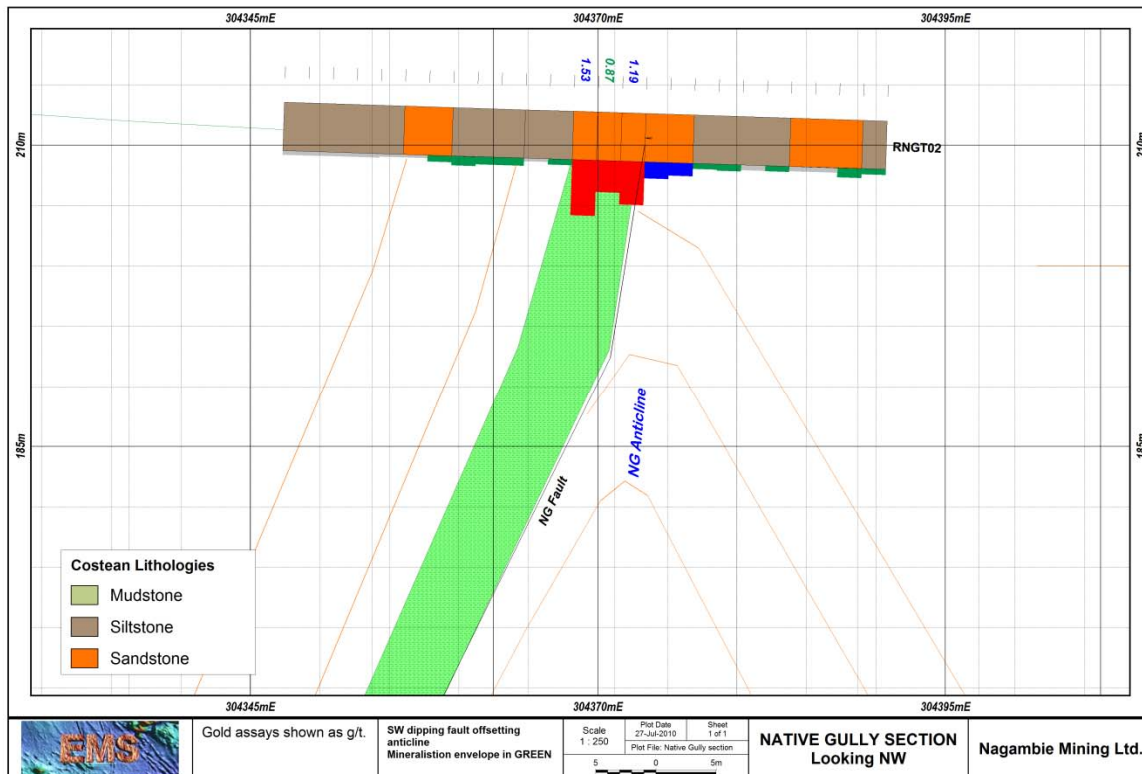 304345mE
304370mE
304395mE
1.53
0.87
1.19
210m
RNGT02
210m
185m
185m
NG Anticline
NG Fault
Costean Lithologies
Mudstone
Siltstone
Sandstone
304345mE
304370mE
304395mE
EMS
Gold assays shown as g/t.
SW dipping fault offsetting
anticline
Mineralistion envelope in GREEN
Scale
1 : 250
Plot Date
27-Jul-2010
Sheet
1 of 1
Plot File: Native Gully section
5 0 5m
NATIVE GULLY SECTION
Looking NW
Nagambie Mining Ltd.